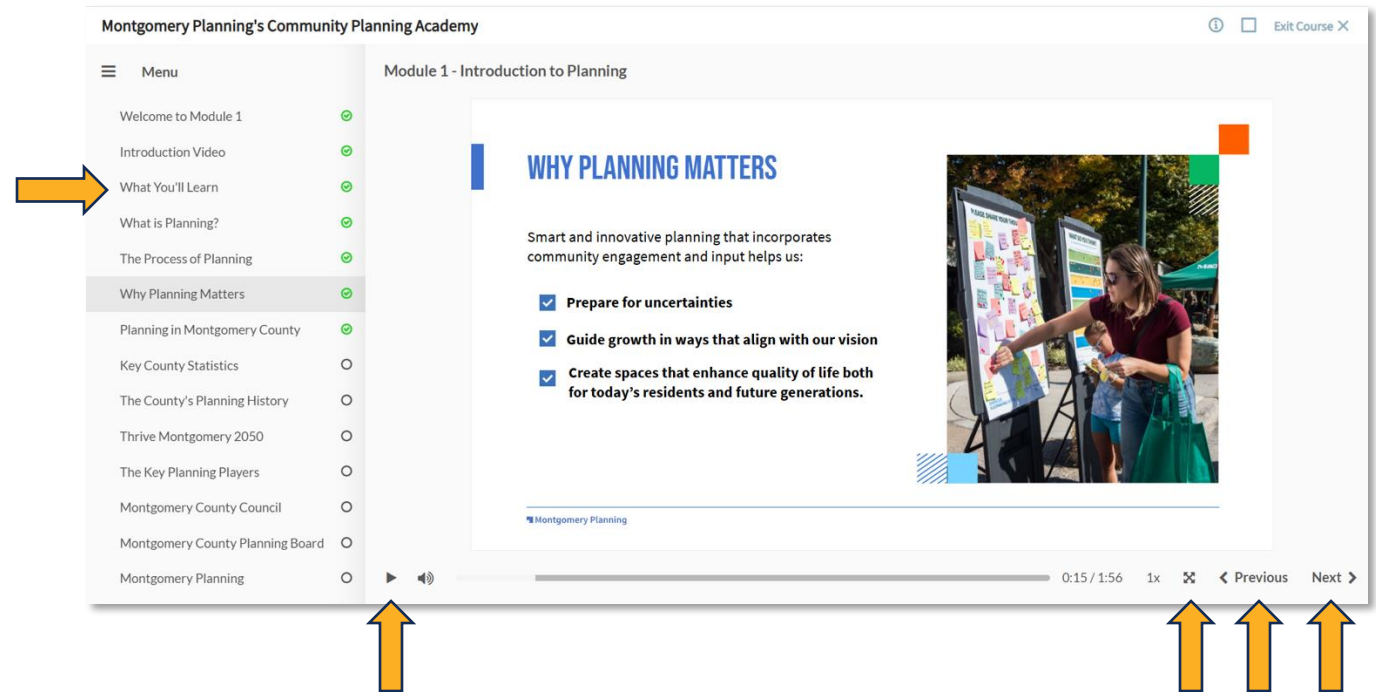 Montgomery Planning's Community Planning Academy
Exit Course
Menu
Module 1 - Introduction to Planning
Welcome to Module 1
Introduction Video
What You'll Learn
What is Planning?
The Process of Planning
Why Planning Matters
Planning in Montgomery County
Key County Statistics
The County's Planning History
Thrive Montgomery 2050
The Key Planning Players
Montgomery County Council
Montgomery County Planning Board
Montgomery Planning
WHY PLANNING MATTERS
Smart and innovative planning that incorporates
community engagement and input helps us:
Prepare for uncertainties
Guide growth in ways that align with our vision
Create spaces that enhance quality of life both
for today's residents and future generations.
PLEASE SHARE YOUR
Montgomery Planning
0:15 / 1:56
1x
Previous
Next